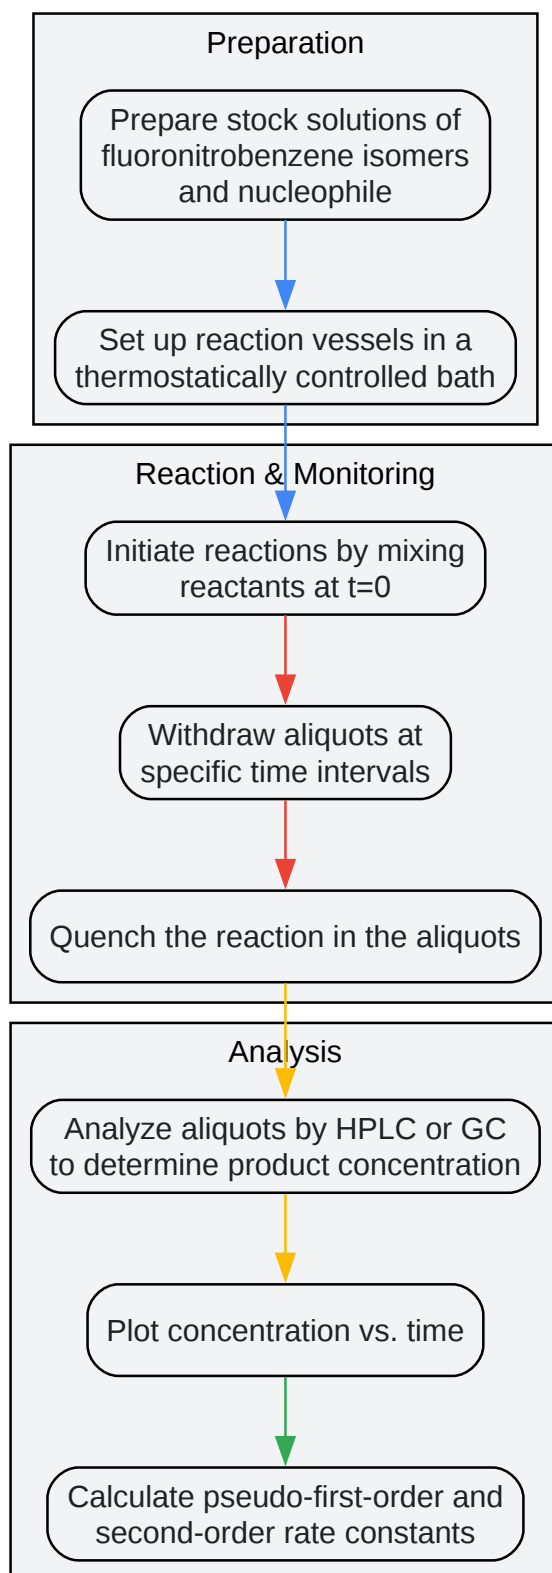 Preparation
Prepare stock solutions of
fluoronitrobenzene isomers
and nucleophile
Set up reaction vessels in a
thermostatically controlled bath
Reaction & Monitoring
Initiate reactions by mixing
reactants at t=0
Withdraw aliquots at
specific time intervals
Quench the reaction in the aliquots
Analysis
Analyze aliquots by HPLC or GC
to determine product concentration
Plot concentration vs. time
Calculate pseudo-first-order and
second-order rate constants